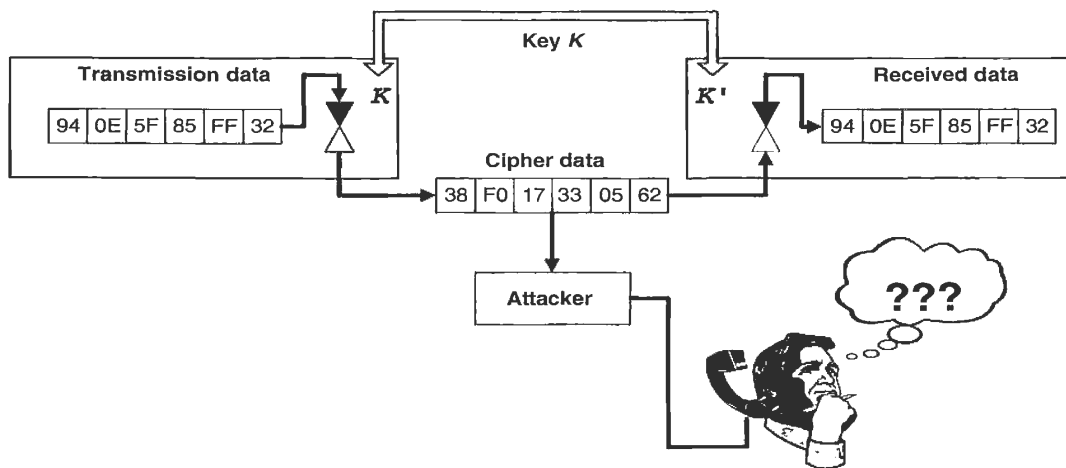 Key K
Transmission data
K
94 0E 5F 85 FF 32
Cipher data
38 F0 17 33 05 62
K'
Received data
94 0E 5F 85 FF 32
Attacker
???